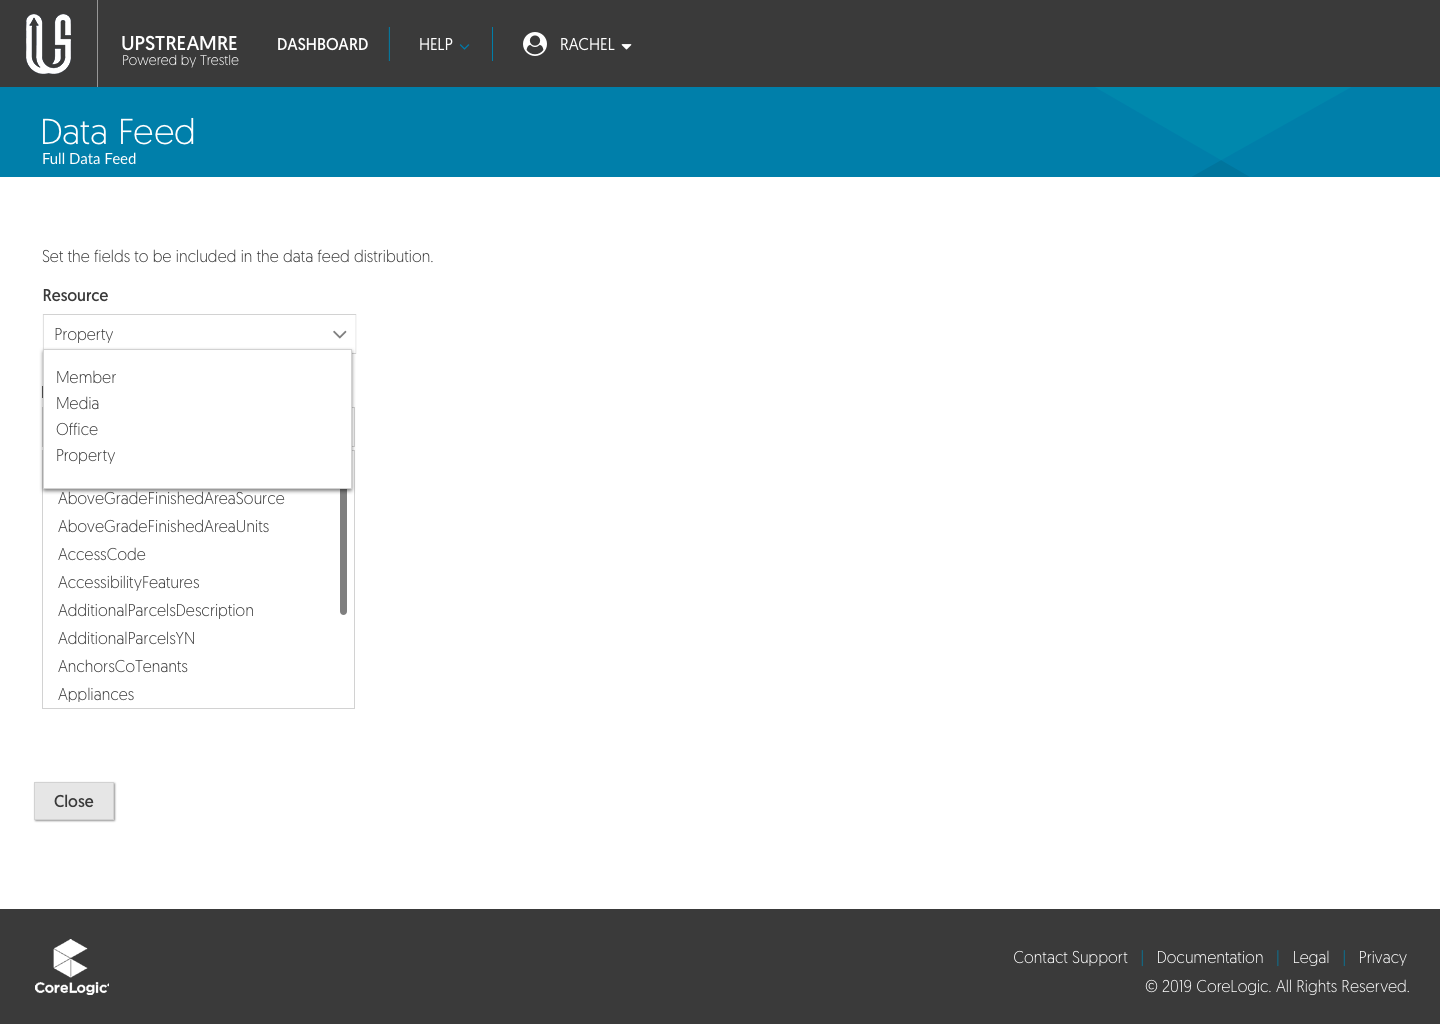 UPSTREAMRE
Powered by Trestle
DASHBOARD
HELP
RACHEL
Data Feed
Full Data Feed
Set the fields to be included in the data feed distribution.
Resource
Property
Member
Media
Office
Property
AboveGradeFinishedAreaSource
AboveGradeFinishedAreaUnits
AccessCode
AccessibilityFeatures
AdditionalParcelsDescription
AdditionalParcelsYN
AnchorsCoTenants
Appliances
Close
CoreLogic
Contact Support | Documentation | Legal | Privacy
© 2019 CoreLogic. All Rights Reserved.